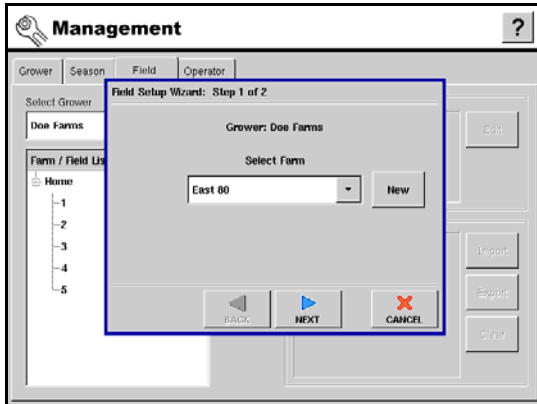 Management
?
Grower Season Field Operator
Select Grower
Doe Farms
Farm / Field Lis
Home
1
2
3
4
5
Field Setup Wizard: Step 1 of 2
Grower: Doe Farms
Select Farm
East 80
New
BACK
NEXT
CANCEL
Edit
Import
Export
Clear